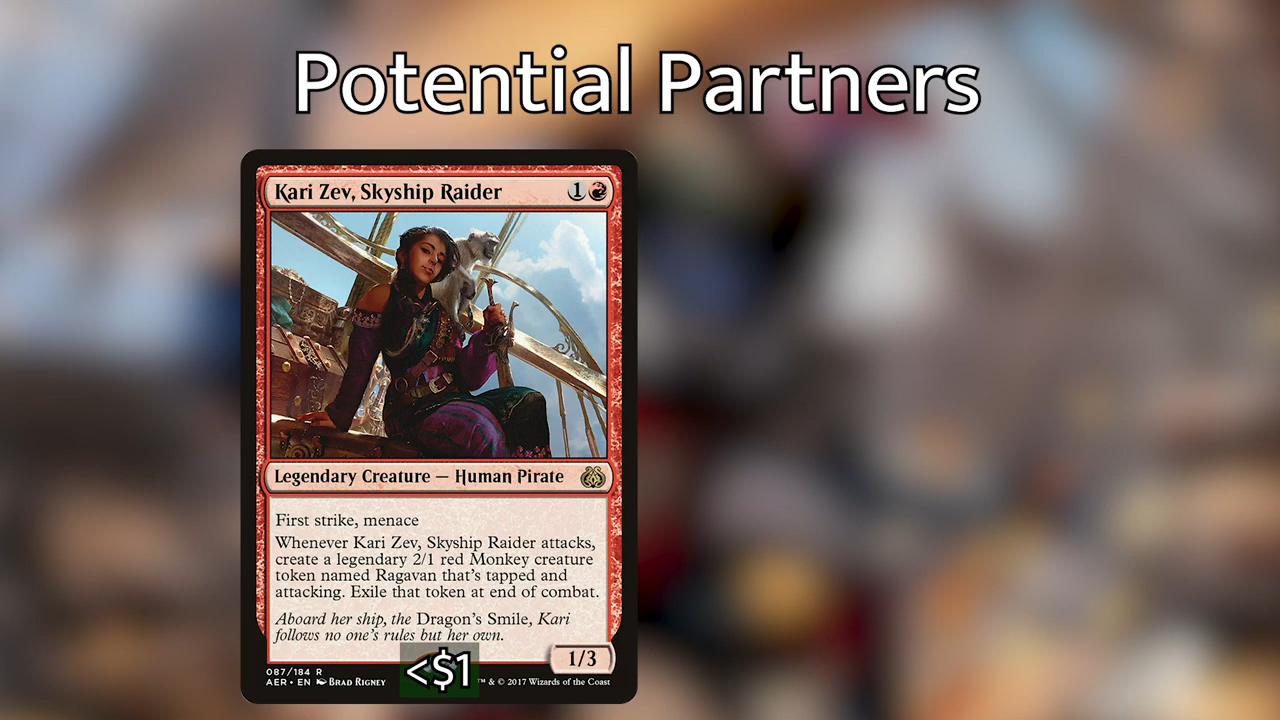 Potential Partners
Kari Zev, Skyship Raider 1
Legendary Creature — Human Pirate
First strike, menace
Whenever Kari Zev, Skyship Raider attacks,
create a legendary 2/1 red Monkey creature
token named Ragavan that's tapped and
attacking. Exile that token at end of combat.
Aboard her ship, the Dragon's Smile, Kari
follows no one's rules but her own.
1/3
087/184 R
AER • EN Brad Rigney
<$1
™ & © 2017 Wizards of the Coast